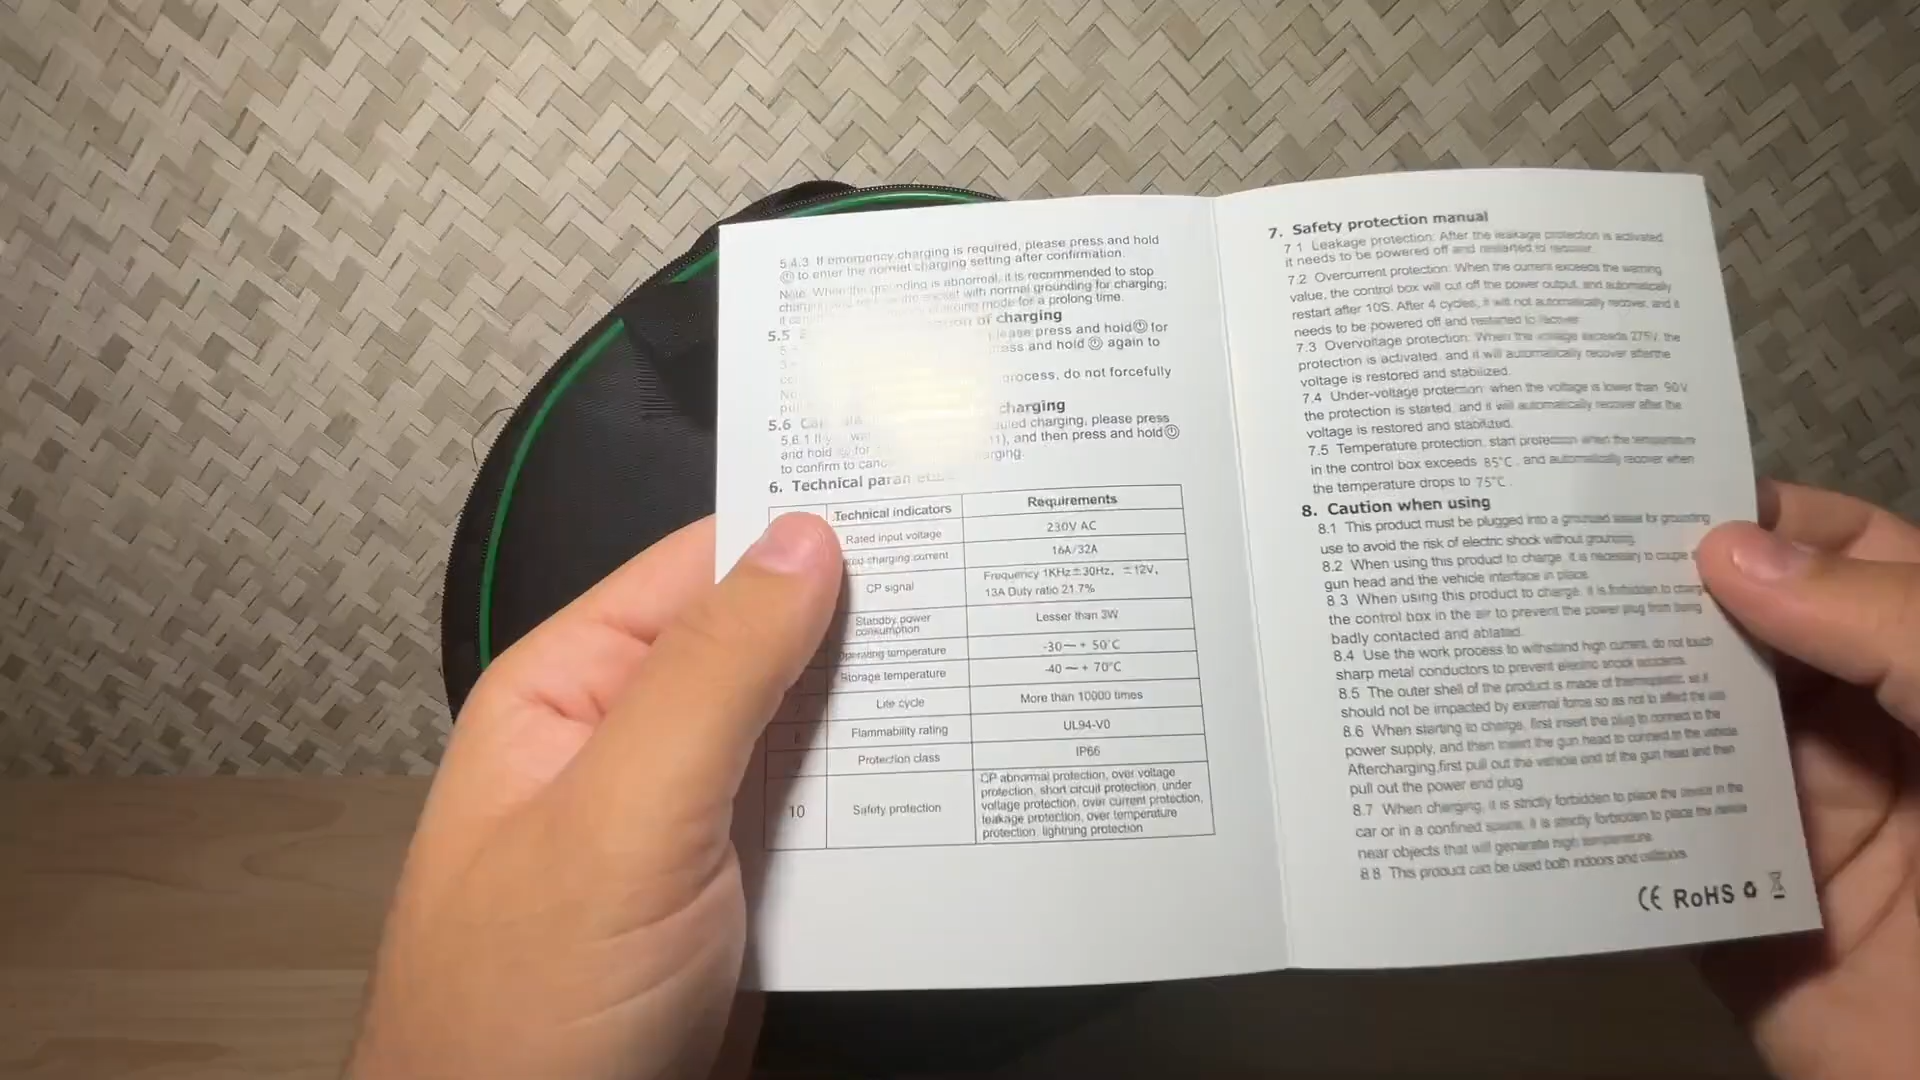 5.4.3 If emergency charging is required, please press and hold
to enter the normlet charging setting after confirmation.
Note: When the grounding is abnormal, it is recommended to stop
socket with normal grounding for charging;
charging mode for a prolong time.
5.5 of charging
please press and hold for
press and hold again to
process, do not forcefully
5.6 charging
charging, please press
5.6.1 If and then press and hold
and hold for
to confirm to charging.
6. Technical
Technical indicators Requirements
Rated input voltage 230V AC
charging current 16A/32A
CP signal Frequency 1KHz±30Hz, ±12V,
13A Duty ratio 21.7%
Standby power Lesser than 3W
consumption
Operating temperature -30～+ 50°C
Storage temperature -40～+ 70°C
Life cycle More than 10000 times
8 Flammability rating UL94-V0
Protection class IP66
10 Safety protection CP abnormal protection, over voltage
protection, short circuit protection, under
voltage protection, over current protection,
leakage protection, over temperature
protection, lightning protection
7. Safety protection manual
7.1 Leakage protection: After the leakage protection is activated
it needs to be powered off and restarted to recover.
7.2 Overcurrent protection: When the current exceeds the warning
value, the control box will cut off the power output, and automatically
restart after 10S. After 4 cycles, it will not automatically recover, and it
needs to be powered off and restarted to recover
7.3 Overvoltage protection: When the voltage exceeds 275V, the
protection is activated, and it will automatically recover afterthe
voltage is restored and stabilized.
7.4 Under-voltage protection: when the voltage is lower than 90V
the protection is started, and it will automatically recover after the
voltage is restored and stabilized.
7.5 Temperature protection: start protection when the temperature
in the control box exceeds 85°C, and automatically recover when
the temperature drops to 75°C.
8. Caution when using
8.1 This product must be plugged into a grounded for grounding
use to avoid the risk of electric shock without grounding.
8.2 When using this product to charge, it is necessary to couple
gun head and the vehicle interface in place.
8.3 When using this product to charge, it is forbidden to charge
the control box in the air to prevent the power plug from being
badly contacted and ablated.
8.4 Use the work process to withstand high current, do not touch
sharp metal conductors to prevent electric shock accidents.
8.5 The outer shell of the product is made of thermoplastic, so it
should not be impacted by external force so as not to affect the use
8.6 When starting to charge, first insert the plug to connect to the
power supply, and then insert the gun head to connect to the vehicle.
Aftercharging,first pull out the vehicle end of the gun head and then
pull out the power end plug
8.7 When charging, it is strictly forbidden to place the device in the
car or in a confined space, it is strictly forbidden to place the device
near objects that will generate high temperature.
8.8 This product can be used both indoors and outdoors
CE RoHS